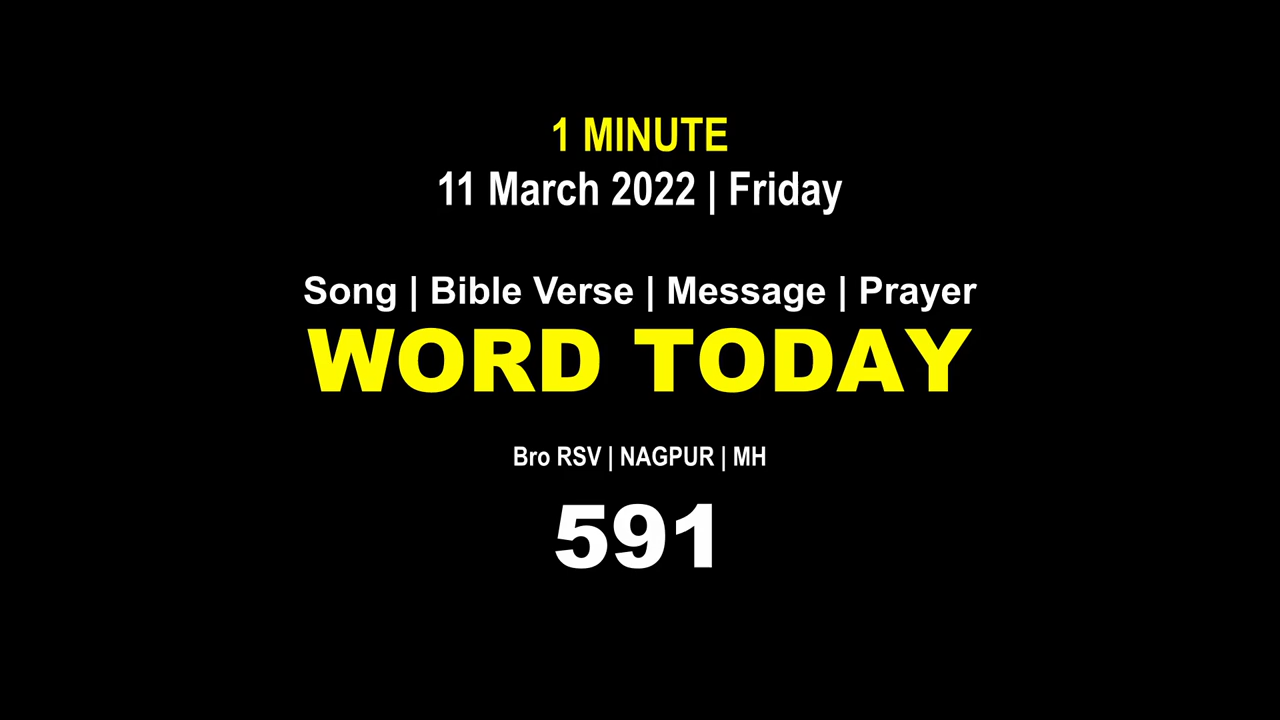 1 MINUTE
11 March 2022 | Friday
Song | Bible Verse | Message | Prayer
WORD TODAY
Bro RSV | NAGPUR | MH
591